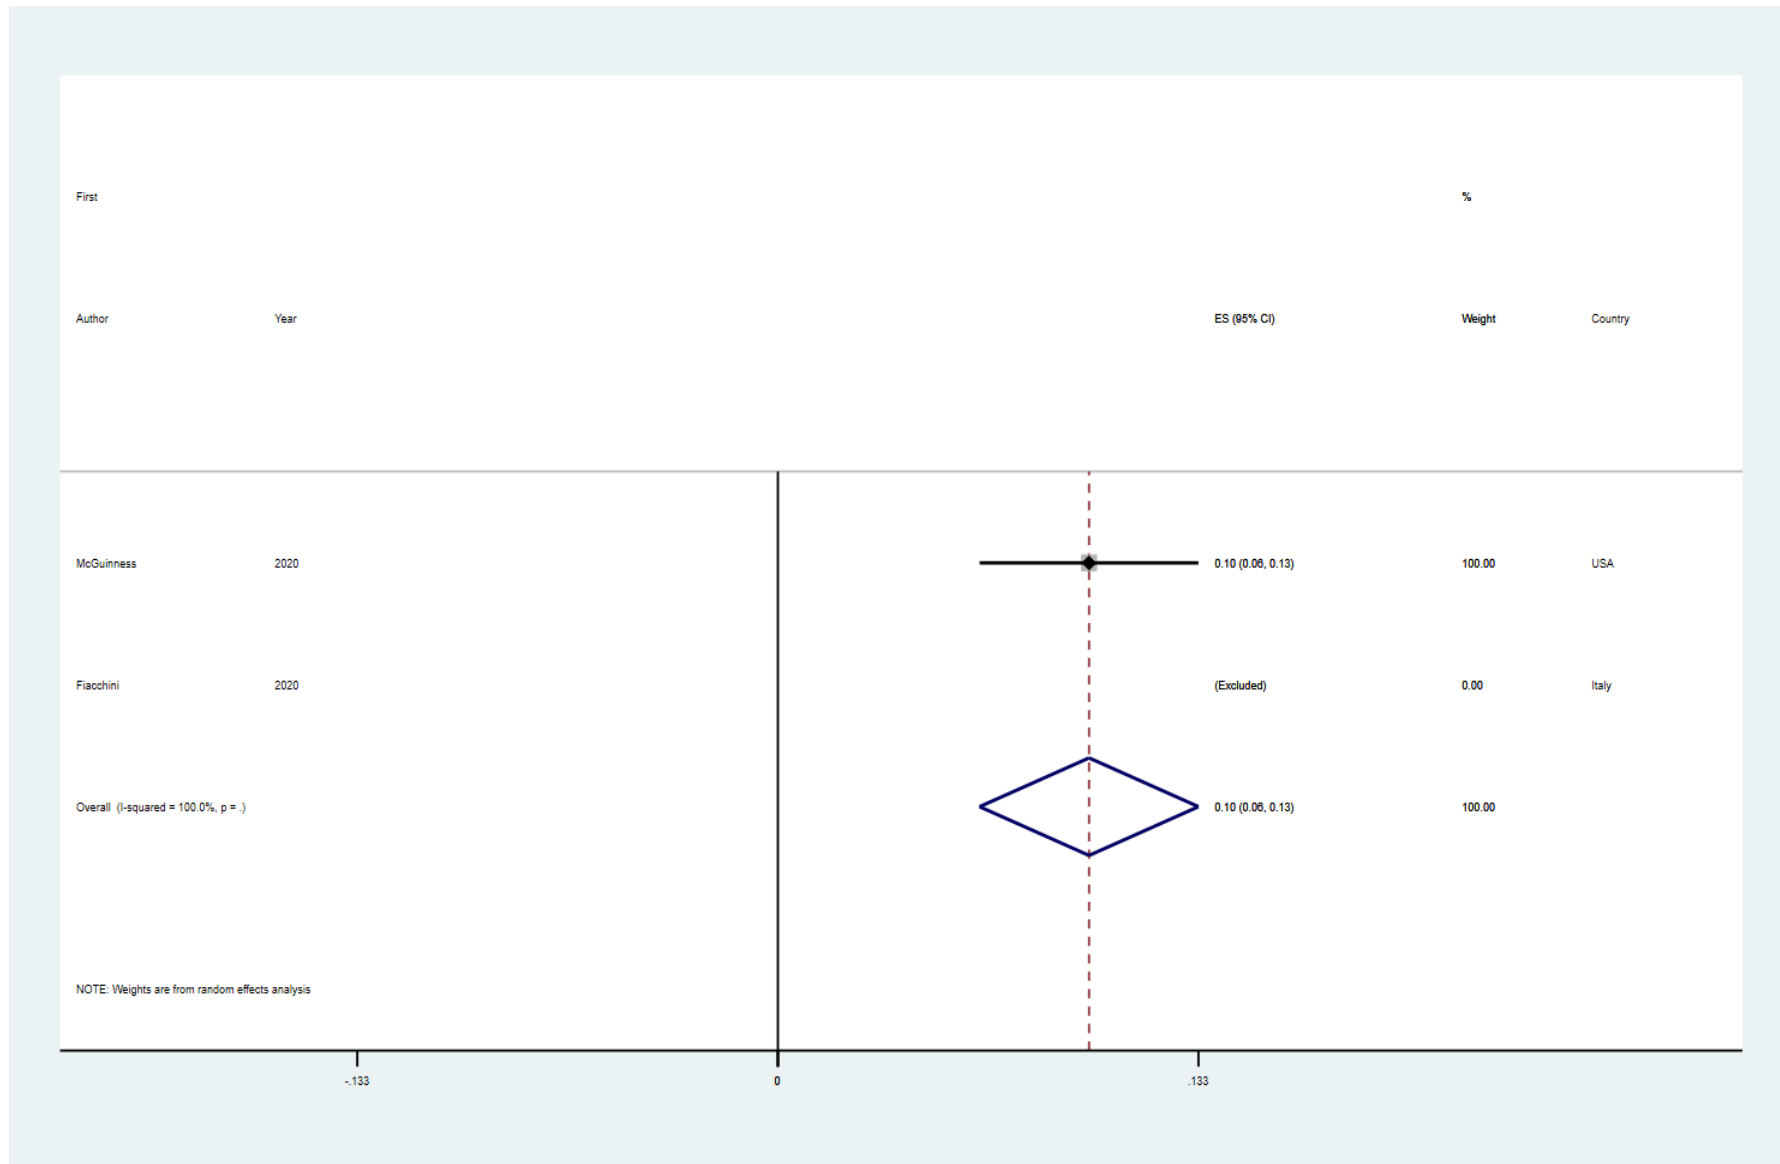 First %
Author Year ES (95% CI) Weight Country
McGuinness 2020 0.10 (0.06, 0.13) 100.00 USA
Fiacchini 2020 (Excluded) 0.00 Italy
Overall (I-squared = 100.0%, p = .) 0.10 (0.06, 0.13) 100.00
NOTE: Weights are from random effects analysis
-.133 0 .133